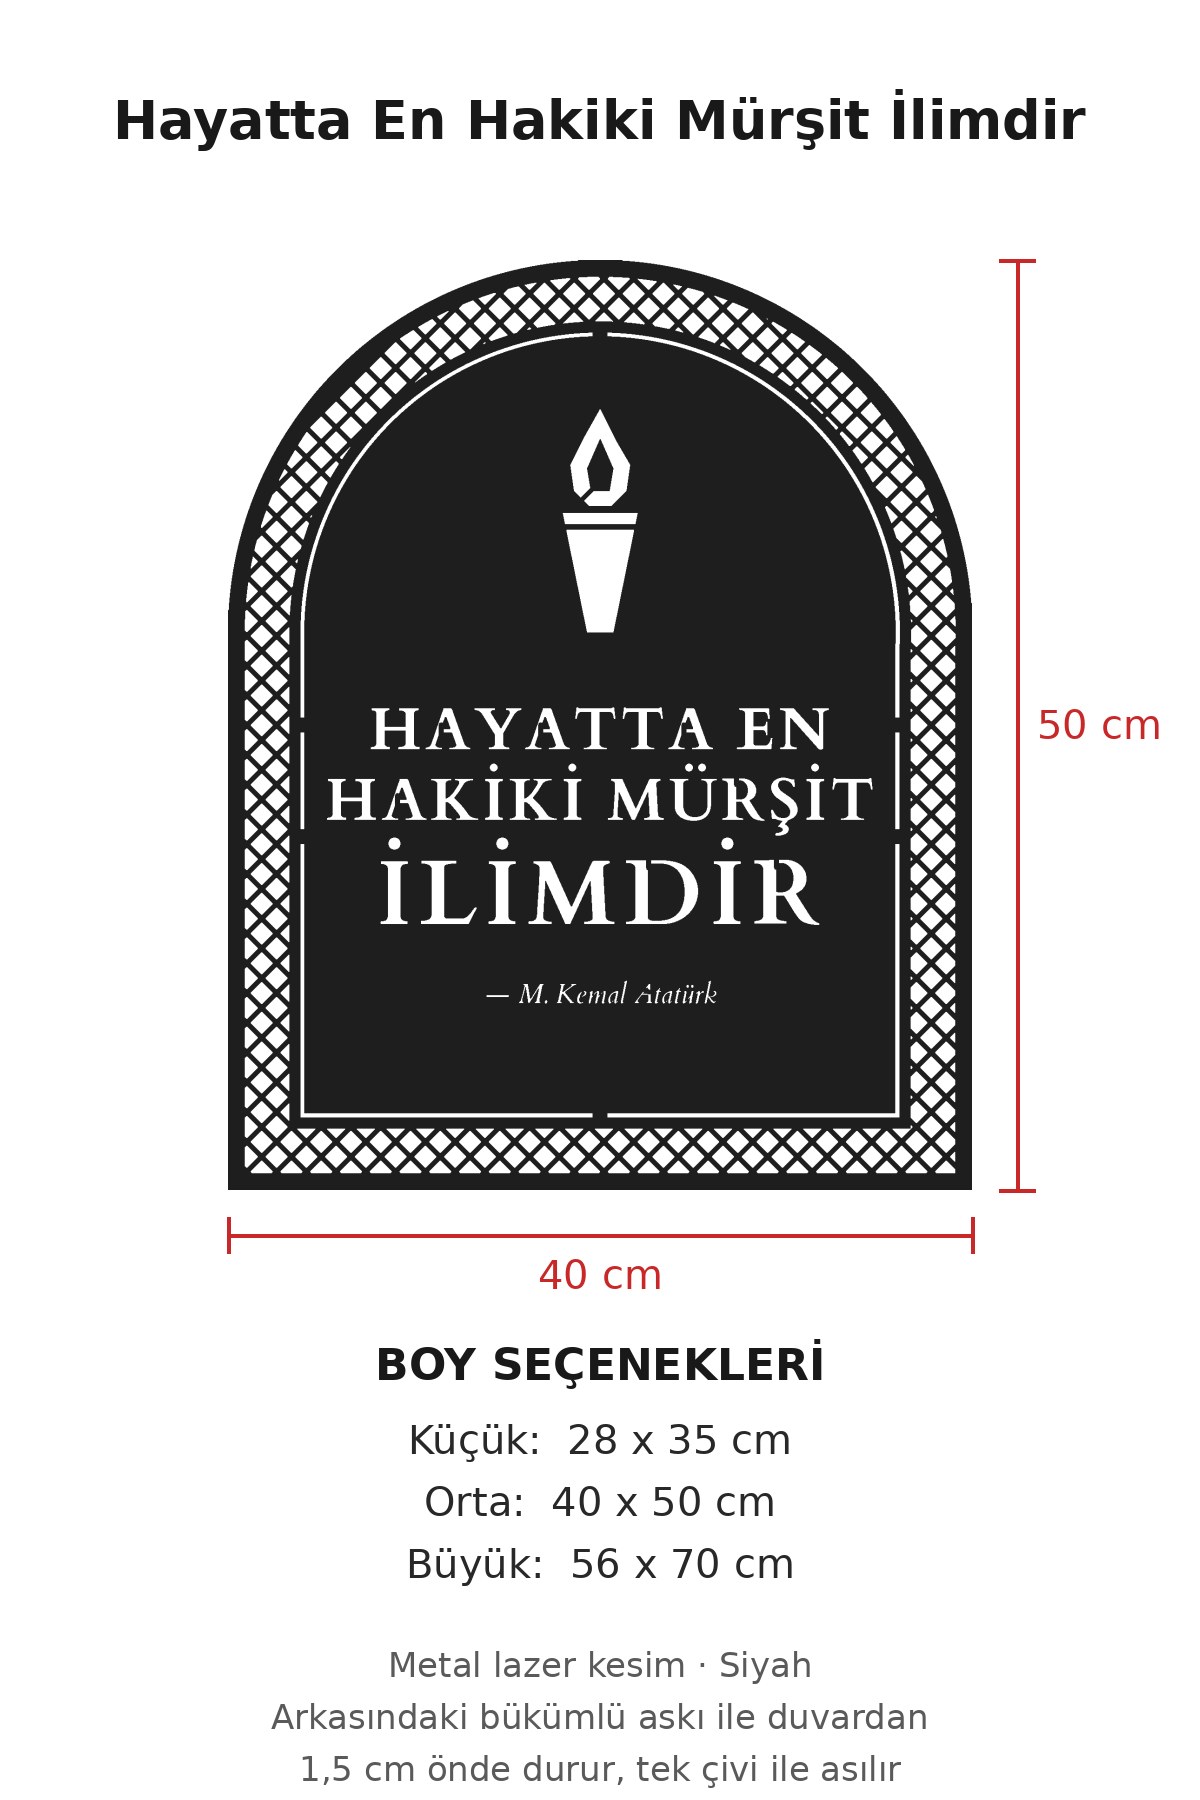 Hayatta En Hakiki Mürşit İlimdir
HAYATTA EN
HAKİKİ MÜRŞİT
İLİMDİR
— M. Kemal Atatürk
50 cm
40 cm
BOY SEÇENEKLERİ
Küçük: 28 x 35 cm
Orta: 40 x 50 cm
Büyük: 56 x 70 cm
Metal lazer kesim · Siyah
Arkasındaki bükümlü askı ile duvardan
1,5 cm önde durur, tek çivi ile asılır